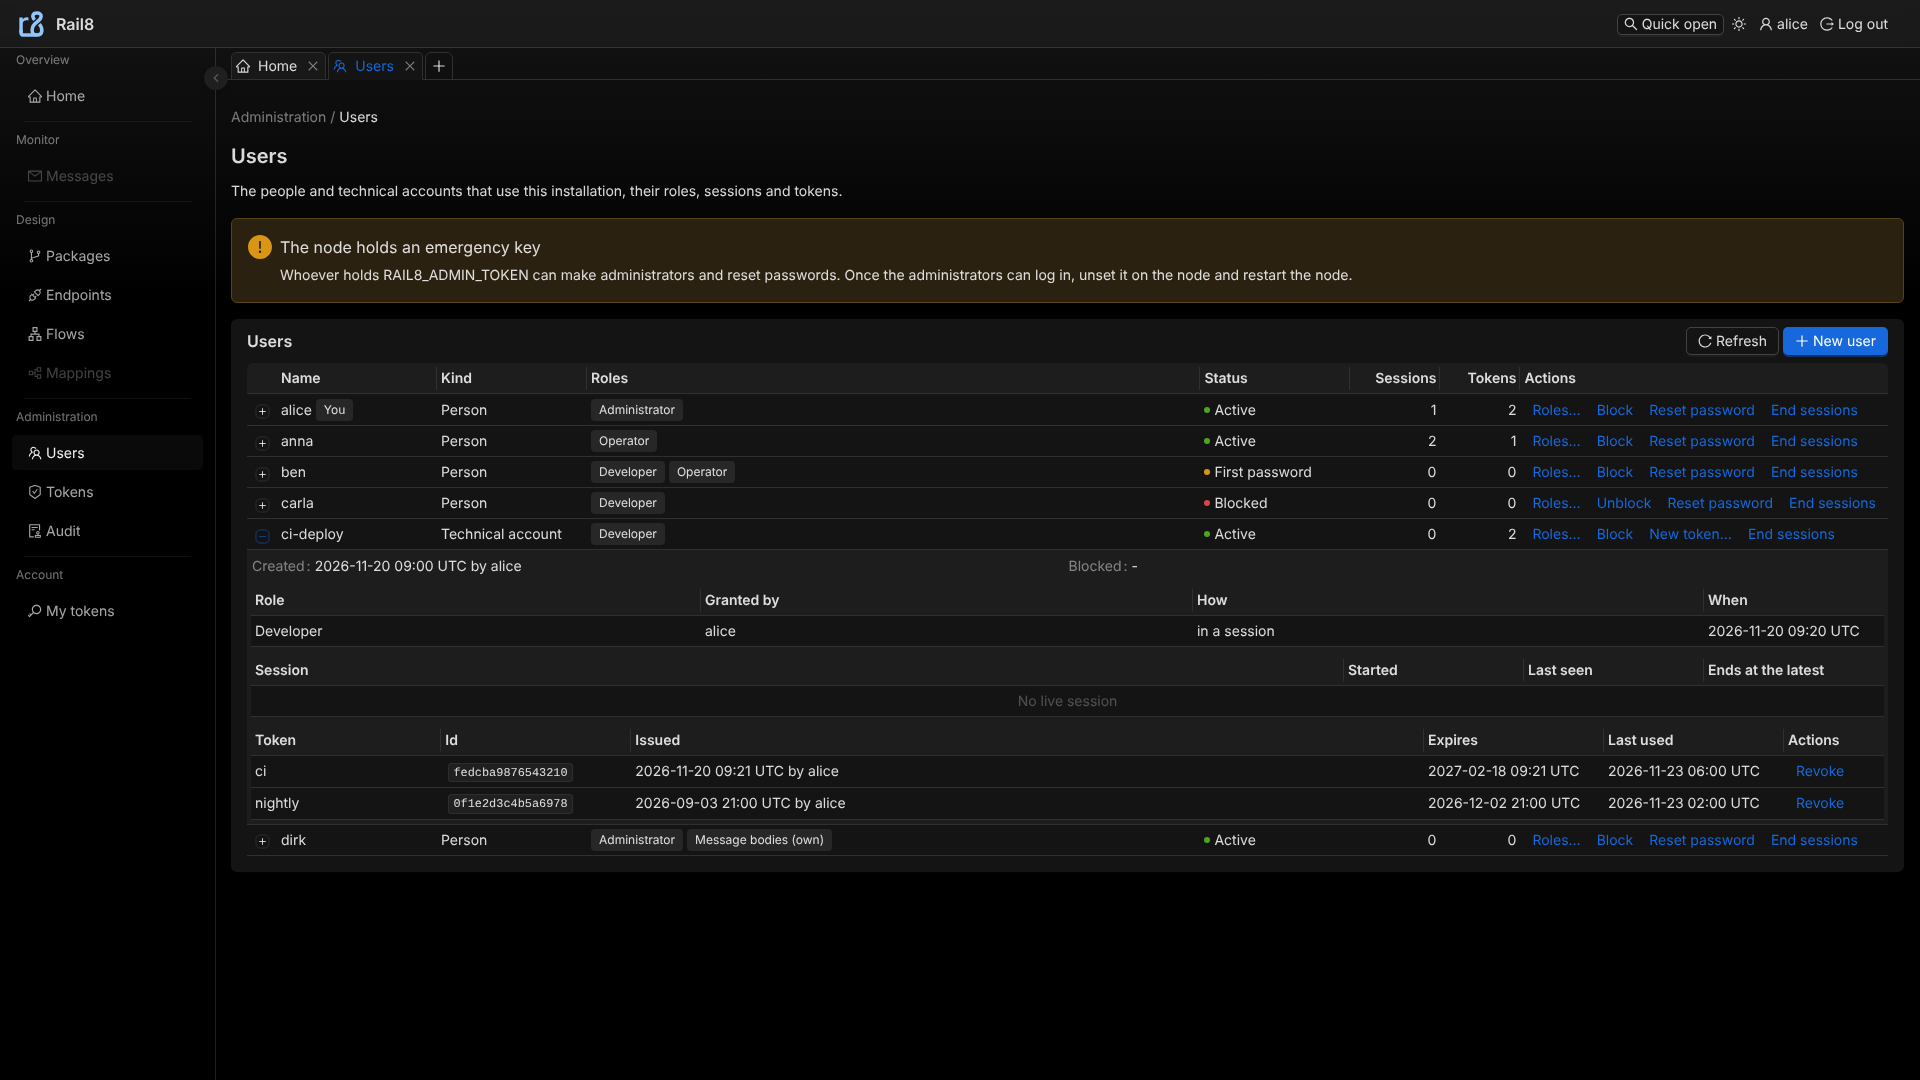 r8 Rail8
Quick open alice Log out
Overview
Home
Monitor
Messages
Design
Packages
Endpoints
Flows
Mappings
Administration
Users
Tokens
Audit
Account
My tokens
Home Users
Administration / Users
Users
The people and technical accounts that use this installation, their roles, sessions and tokens.
The node holds an emergency key
Whoever holds RAIL8_ADMIN_TOKEN can make administrators and reset passwords. Once the administrators can log in, unset it on the node and restart the node.
Users Refresh New user
Name Kind Roles Status Sessions Tokens Actions
alice You Person Administrator Active 1 2 Roles... Block Reset password End sessions
anna Person Operator Active 2 1 Roles... Block Reset password End sessions
ben Person Developer Operator First password 0 0 Roles... Block Reset password End sessions
carla Person Developer Blocked 0 0 Roles... Unblock Reset password End sessions
ci-deploy Technical account Developer Active 0 2 Roles... Block New token... End sessions
Created: 2026-11-20 09:00 UTC by alice Blocked: -
Role Granted by How When
Developer alice in a session 2026-11-20 09:20 UTC
Session Started Last seen Ends at the latest
No live session
Token Id Issued Expires Last used Actions
ci fedcba9876543210 2026-11-20 09:21 UTC by alice 2027-02-18 09:21 UTC 2026-11-23 06:00 UTC Revoke
nightly 0f1e2d3c4b5a6978 2026-09-03 21:00 UTC by alice 2026-12-02 21:00 UTC 2026-11-23 02:00 UTC Revoke
dirk Person Administrator Message bodies (own) Active 0 0 Roles... Block Reset password End sessions